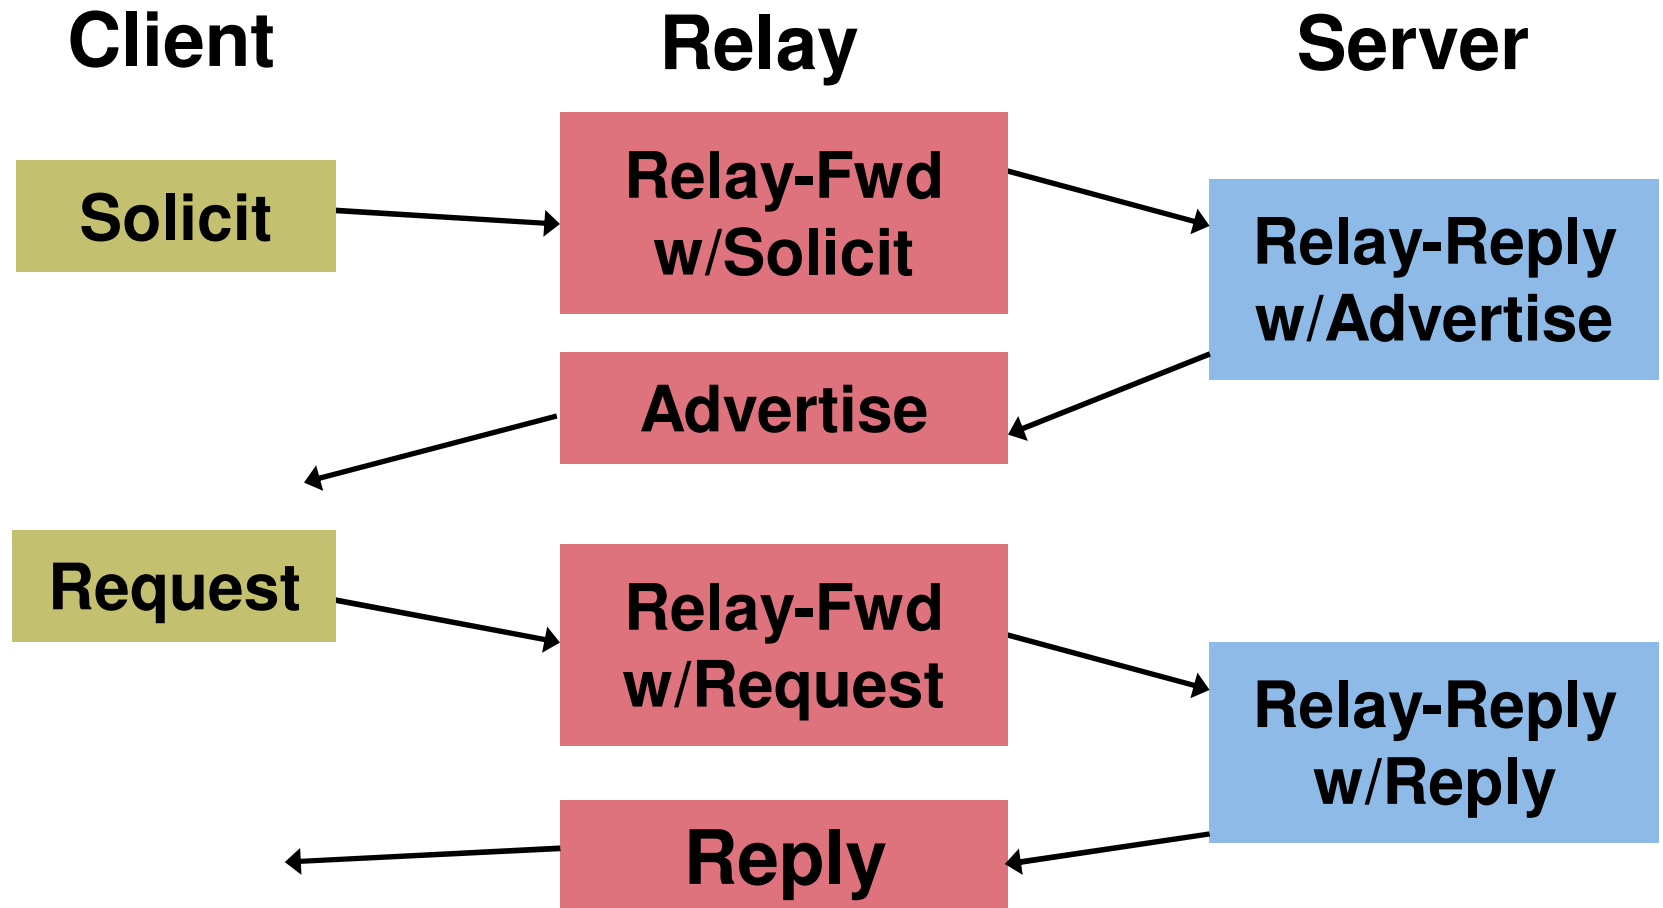 Client
Relay
Server
Solicit
Relay-Fwd
w/Solicit
Relay-Reply
w/Advertise
Advertise
Request
Relay-Fwd
w/Request
Relay-Reply
w/Reply
Reply